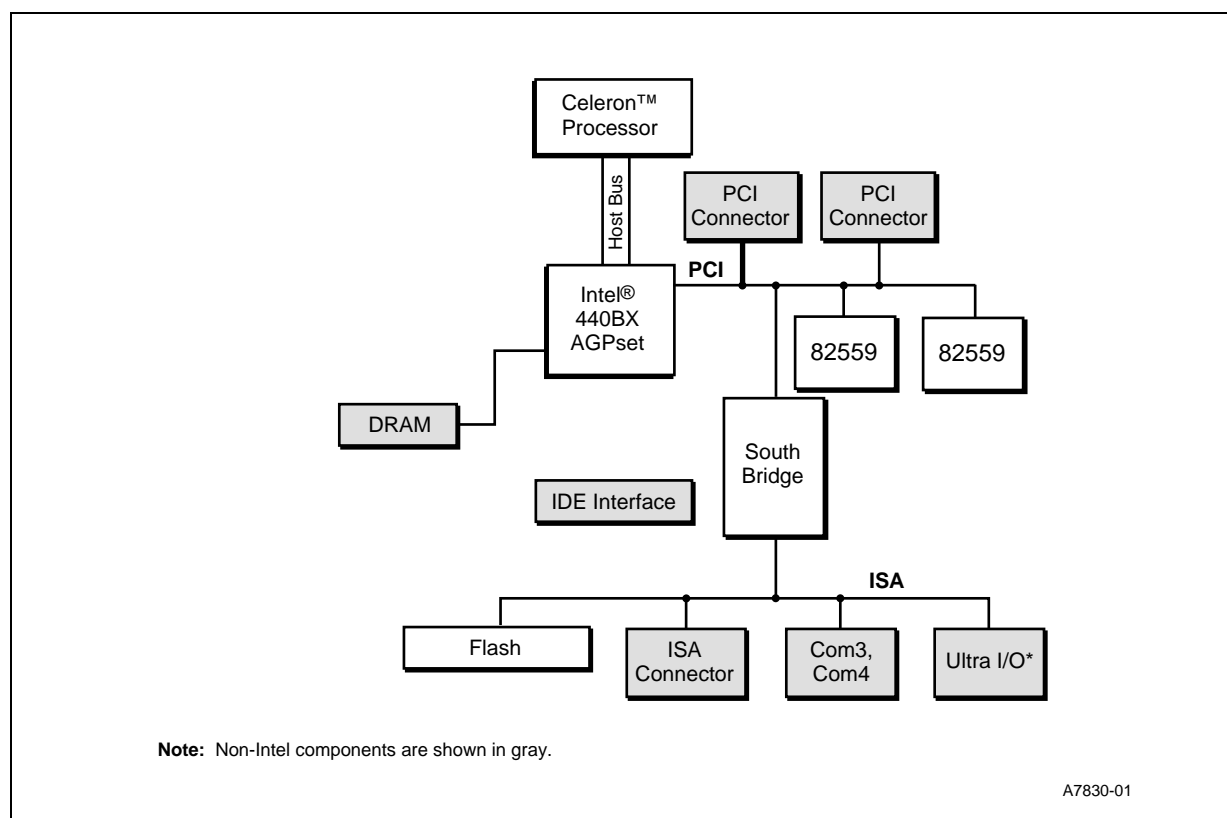 Celeron™
Processor
Host Bus
PCI
Connector
PCI
Connector
PCI
Intel®
440BX
AGPset
82559
82559
DRAM
South
Bridge
IDE Interface
ISA
Flash
ISA
Connector
Com3,
Com4
Ultra I/O*
Note: Non-Intel components are shown in gray.
A7830-01